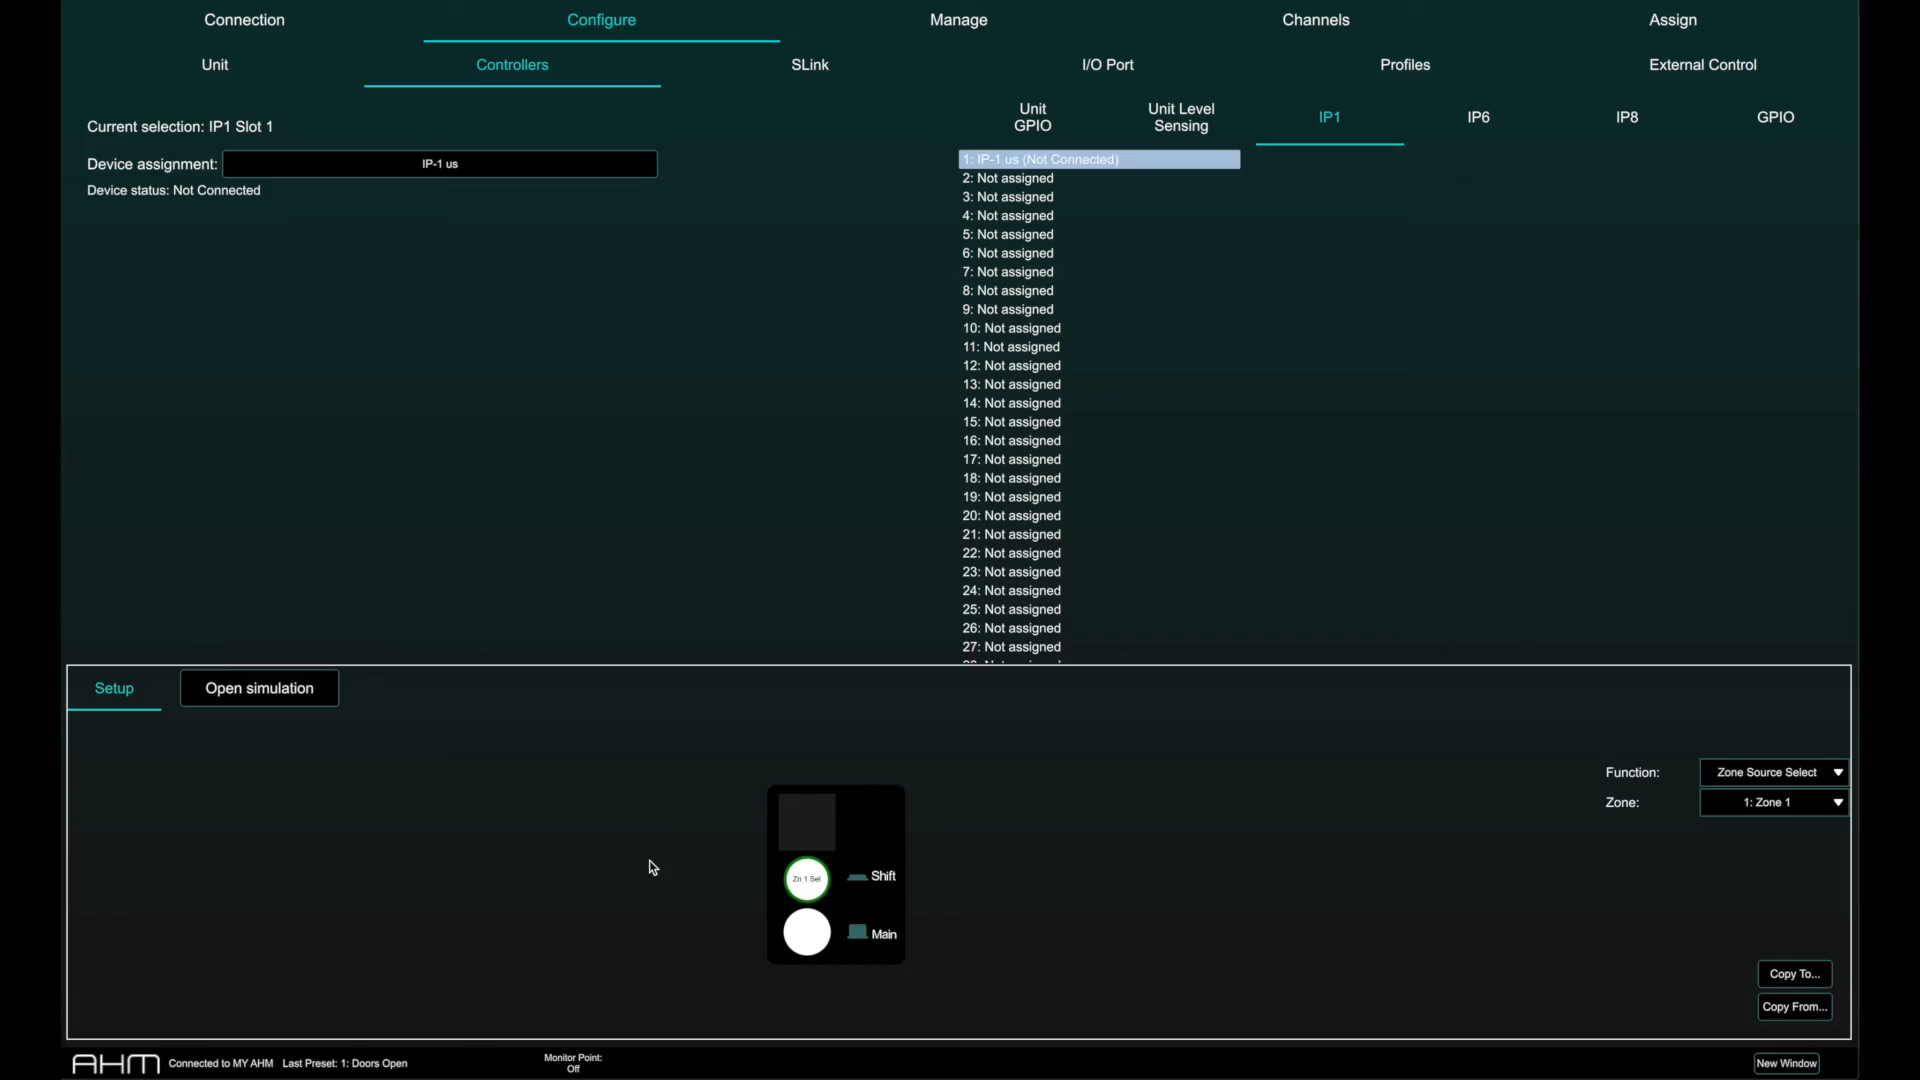 Connection Configure Manage Channels Assign
Unit Controllers SLink I/O Port Profiles External Control
Current selection: IP1 Slot 1
Device assignment: IP-1 us
Device status: Not Connected
Unit GPIO
Unit Level Sensing
IP1 IP6 IP8 GPIO
1: IP-1 us (Not Connected)
2: Not assigned
3: Not assigned
4: Not assigned
5: Not assigned
6: Not assigned
7: Not assigned
8: Not assigned
9: Not assigned
10: Not assigned
11: Not assigned
12: Not assigned
13: Not assigned
14: Not assigned
15: Not assigned
16: Not assigned
17: Not assigned
18: Not assigned
19: Not assigned
20: Not assigned
21: Not assigned
22: Not assigned
23: Not assigned
24: Not assigned
25: Not assigned
26: Not assigned
27: Not assigned
Setup Open simulation
Function: Zone Source Select
Zone: 1: Zone 1
Zn 1 Sel Shift
Main
Copy To...
Copy From...
AHM Connected to MY AHM Last Preset: 1: Doors Open
Monitor Point:
Off
New Window